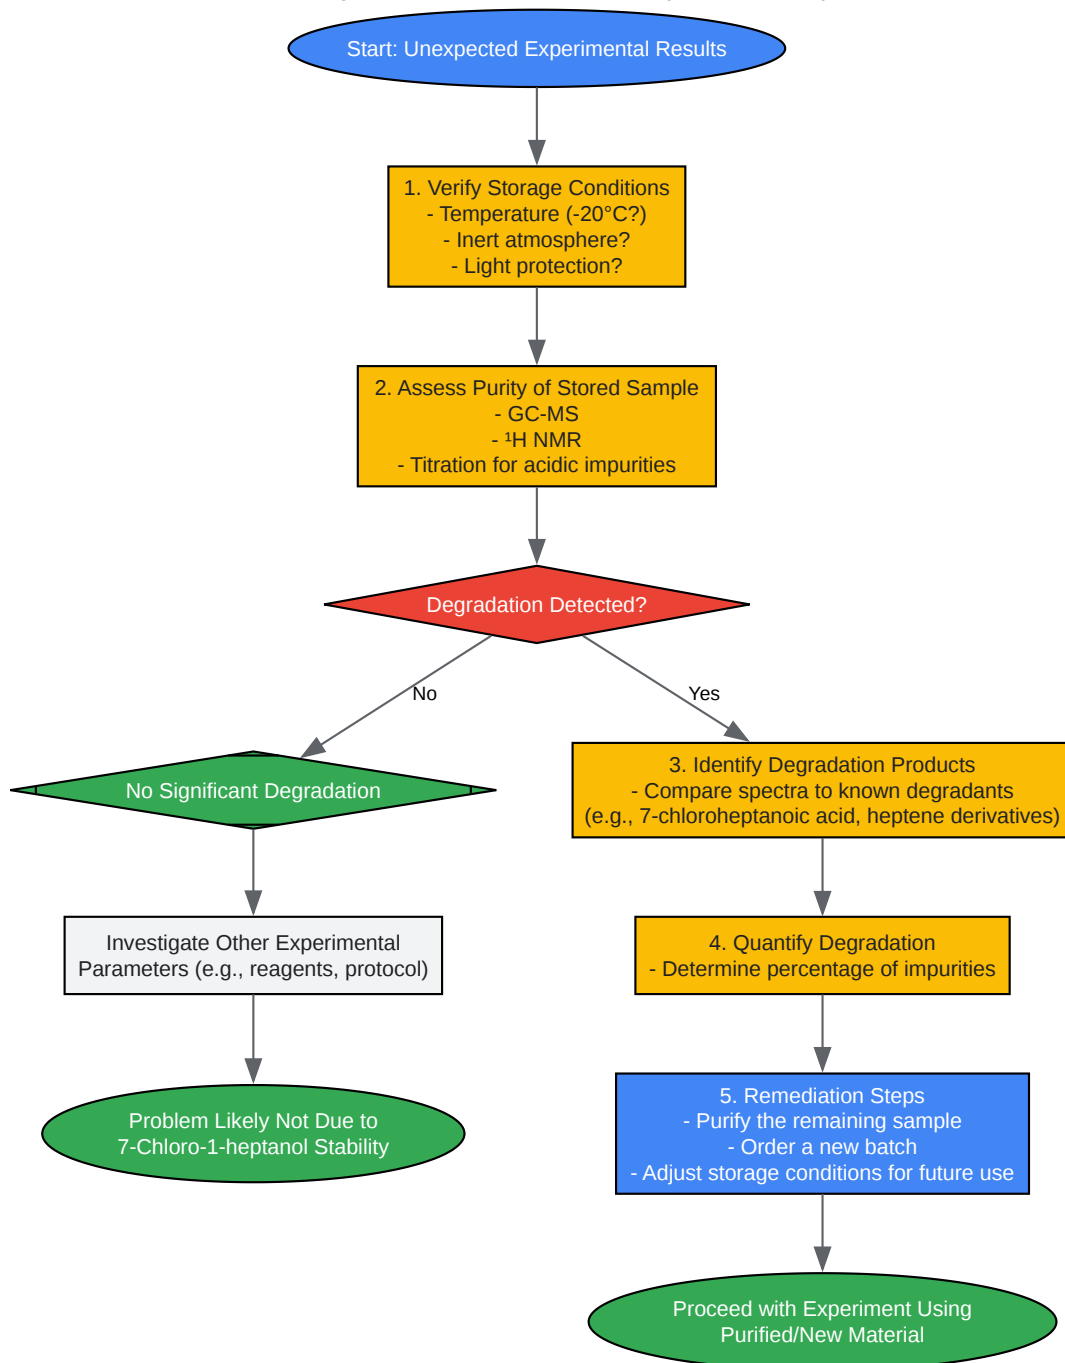 Start: Unexpected Experimental Results
1. Verify Storage Conditions
- Temperature (-20°C?)
- Inert atmosphere?
- Light protection?
2. Assess Purity of Stored Sample
- GC-MS
- ¹H NMR
- Titration for acidic impurities
Degradation Detected?
No
Yes
No Significant Degradation
3. Identify Degradation Products
- Compare spectra to known degradants
(e.g., 7-chloroheptanoic acid, heptene derivatives)
Investigate Other Experimental
Parameters (e.g., reagents, protocol)
4. Quantify Degradation
- Determine percentage of impurities
Problem Likely Not Due to
7-Chloro-1-heptanol Stability
5. Remediation Steps
- Purify the remaining sample
- Order a new batch
- Adjust storage conditions for future use
Proceed with Experiment Using
Purified/New Material